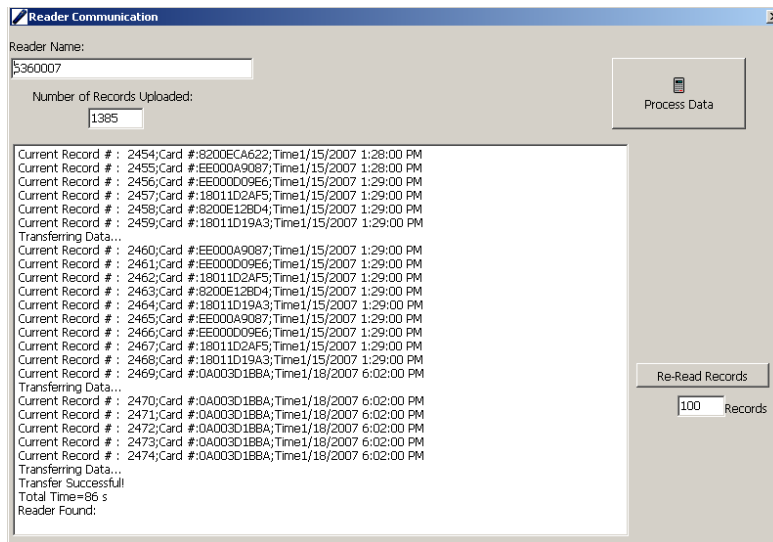 Reader Communication
Reader Name:
5360007
Number of Records Uploaded:
1385
Process Data
Current Record # : 2454;Card #:8200ECA622;Time1/15/2007 1:28:00 PM
Current Record # : 2455;Card #:EE000A9087;Time1/15/2007 1:28:00 PM
Current Record # : 2456;Card #:EE000D09E6;Time1/15/2007 1:29:00 PM
Current Record # : 2457;Card #:18011D2AF5;Time1/15/2007 1:29:00 PM
Current Record # : 2458;Card #:8200E12BD4;Time1/15/2007 1:29:00 PM
Current Record # : 2459;Card #:18011D19A3;Time1/15/2007 1:29:00 PM
Transferring Data...
Current Record # : 2460;Card #:EE000A9087;Time1/15/2007 1:29:00 PM
Current Record # : 2461;Card #:EE000D09E6;Time1/15/2007 1:29:00 PM
Current Record # : 2462;Card #:18011D2AF5;Time1/15/2007 1:29:00 PM
Current Record # : 2463;Card #:8200E12BD4;Time1/15/2007 1:29:00 PM
Current Record # : 2464;Card #:18011D19A3;Time1/15/2007 1:29:00 PM
Current Record # : 2465;Card #:EE000A9087;Time1/15/2007 1:29:00 PM
Current Record # : 2466;Card #:EE000D09E6;Time1/15/2007 1:29:00 PM
Current Record # : 2467;Card #:18011D2AF5;Time1/15/2007 1:29:00 PM
Current Record # : 2468;Card #:18011D19A3;Time1/15/2007 1:29:00 PM
Current Record # : 2469;Card #:0A003D1BBA;Time1/18/2007 6:02:00 PM
Transferring Data...
Current Record # : 2470;Card #:0A003D1BBA;Time1/18/2007 6:02:00 PM
Current Record # : 2471;Card #:0A003D1BBA;Time1/18/2007 6:02:00 PM
Current Record # : 2472;Card #:0A003D1BBA;Time1/18/2007 6:02:00 PM
Current Record # : 2473;Card #:0A003D1BBA;Time1/18/2007 6:02:00 PM
Current Record # : 2474;Card #:0A003D1BBA;Time1/18/2007 6:02:00 PM
Transferring Data...
Transfer Successful!
Total Time=86 s
Reader Found:
Re-Read Records
100 Records